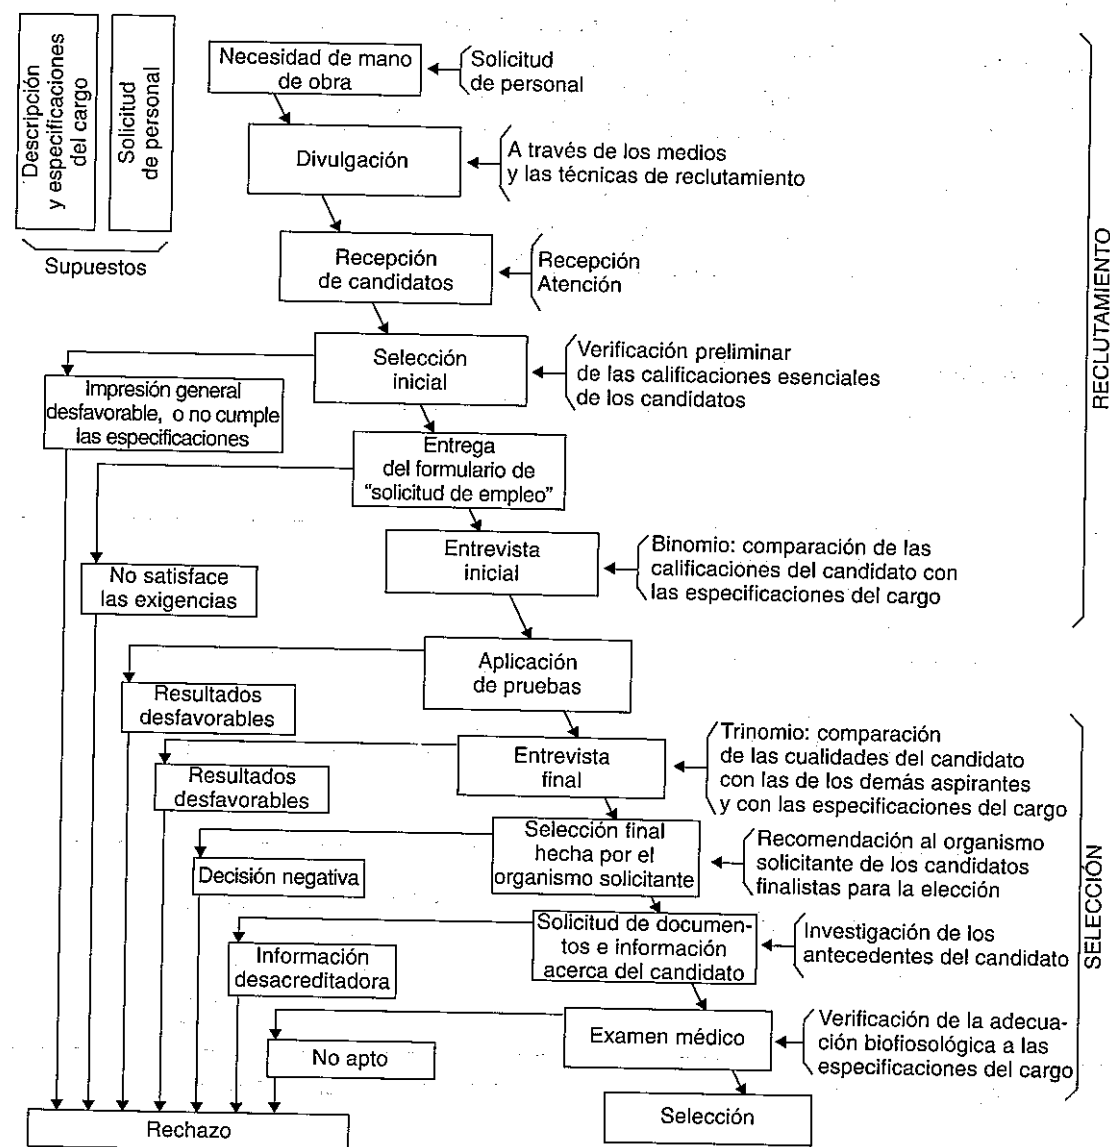 Descripción
y especificaciones
del cargo
Solicitud
de personal
Supuestos
Necesidad de mano
de obra
Solicitud
de personal
Divulgación
A través de los medios
y las técnicas de reclutamiento
Recepción
de candidatos
Recepción
Atención
Selección
inicial
Verificación preliminar
de las calificaciones esenciales
de los candidatos
Impresión general
desfavorable, o no cumple
las especificaciones
Entrega
del formulario de
“solicitud de empleo”
Entrevista
inicial
Binomio: comparación de las
calificaciones del candidato con
las especificaciones del cargo
No satisface
las exigencias
RECLUTAMIENTO
Aplicación
de pruebas
Resultados
desfavorables
Entrevista
final
Trinomio: comparación
de las cualidades del candidato
con las de los demás aspirantes
y con las especificaciones del cargo
Resultados
desfavorables
Selección final
hecha por el
organismo solicitante
Recomendación al organismo
solicitante de los candidatos
finalistas para la elección
Decisión negativa
Solicitud de documen-
tos e información
acerca del candidato
Investigación de los
antecedentes del candidato
Información
desacreditadora
Examen médico
Verificación de la adecua-
ción biofiosológica a las
especificaciones del cargo
No apto
SELECCIÓN
Selección
Rechazo